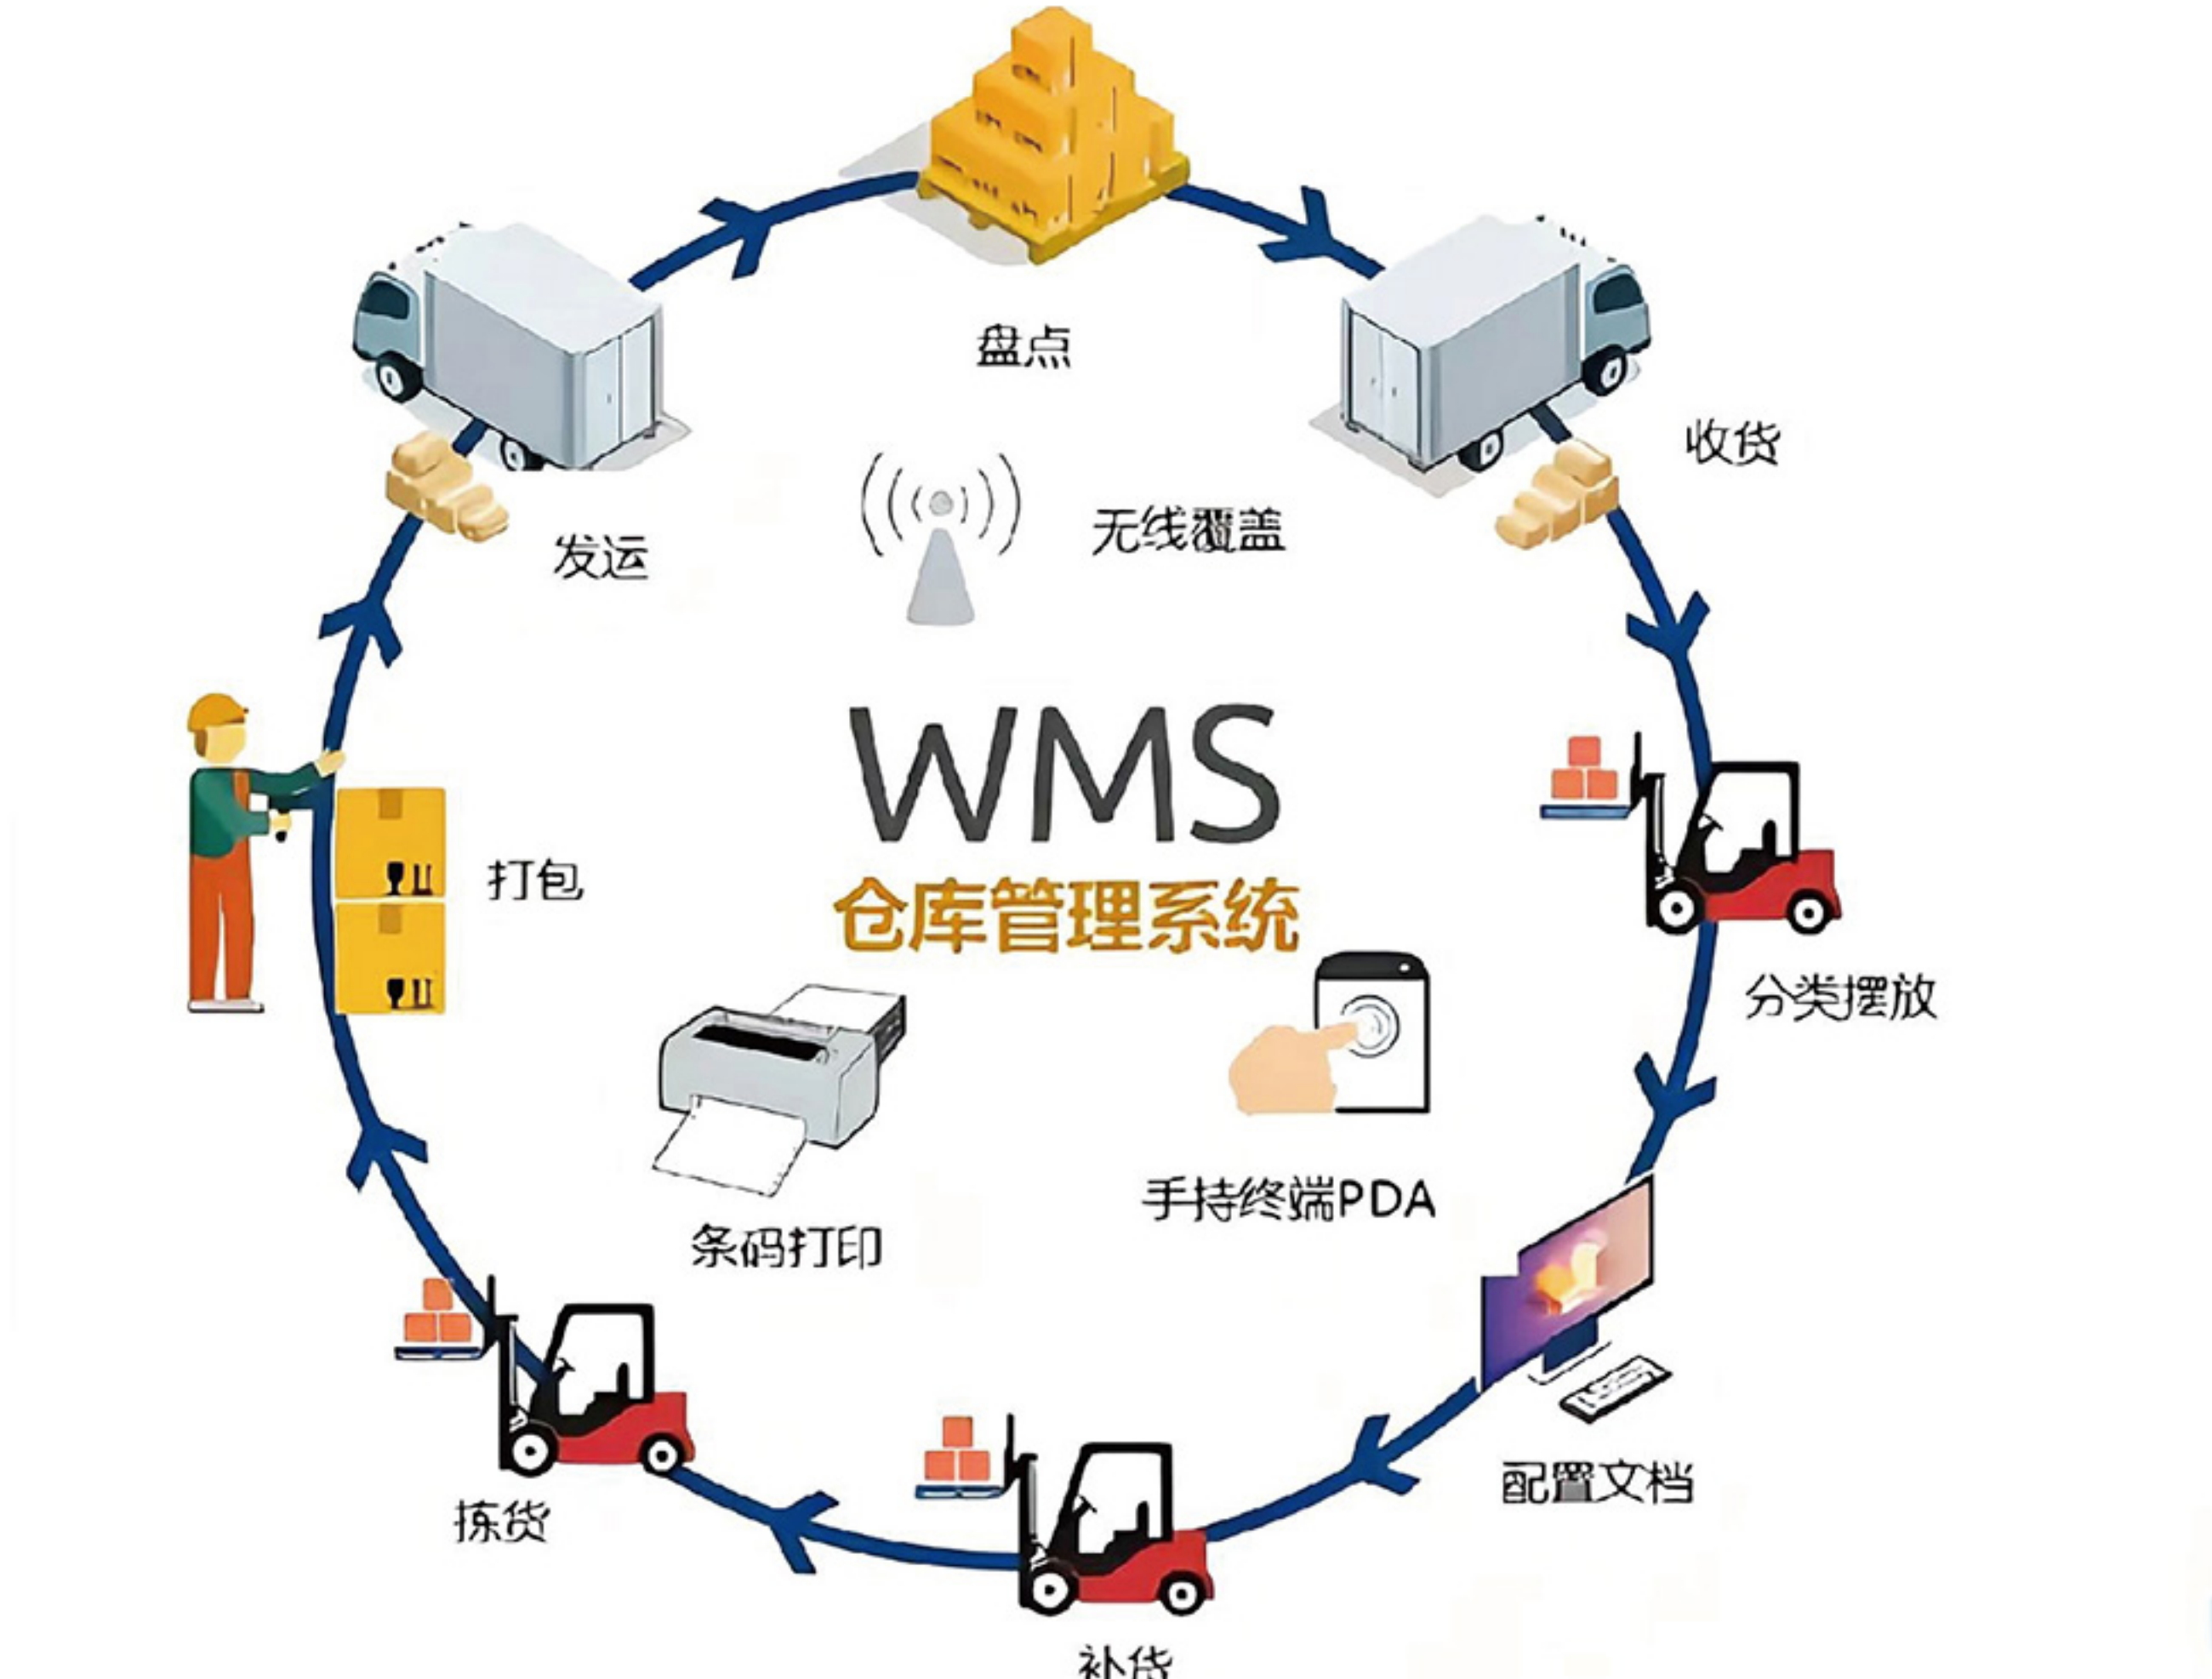 盘点
收货
无线覆盖
发运
WMS
打包
仓库管理系统
分类摆放
手持终端PDA
条码打印
配置文档
拣货
补货